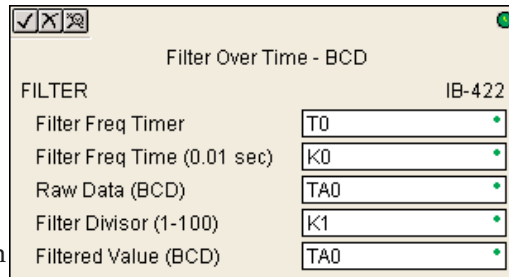 Filter Over Time - BCD
FILTER IB-422
Filter Freq Timer T0
Filter Freq Time (0.01 sec) K0
Raw Data (BCD) TA0
Filter Divisor (1-100) K1
Filtered Value (BCD) TA0